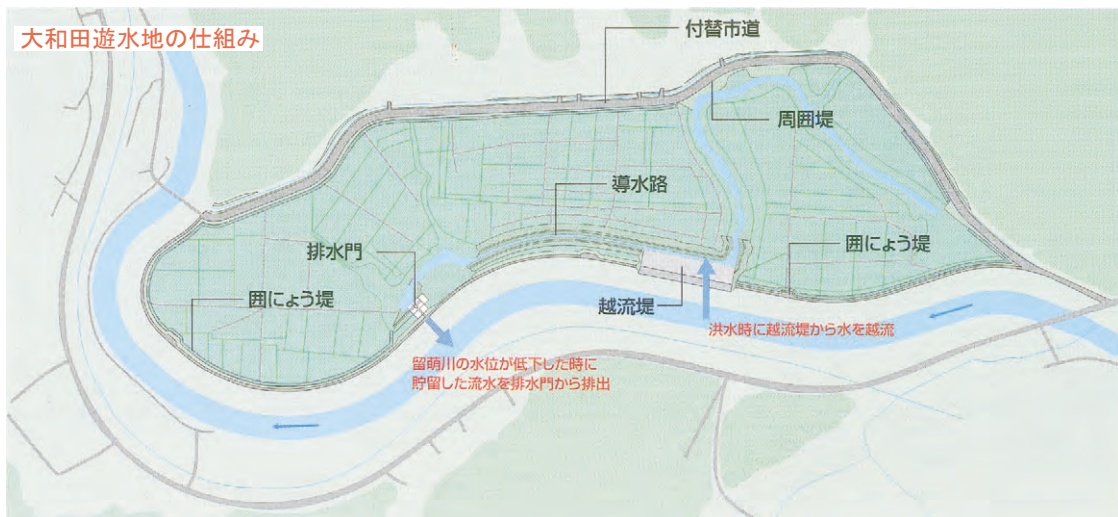 大和田遊水地の仕組み
付替市道
周囲堤
導水路
排水門
囲にょう堤
囲にょう堤
越流堤
洪水時に越流堤から水を越流
留萌川の水位が低下した時に
貯留した流水を排水門から排出